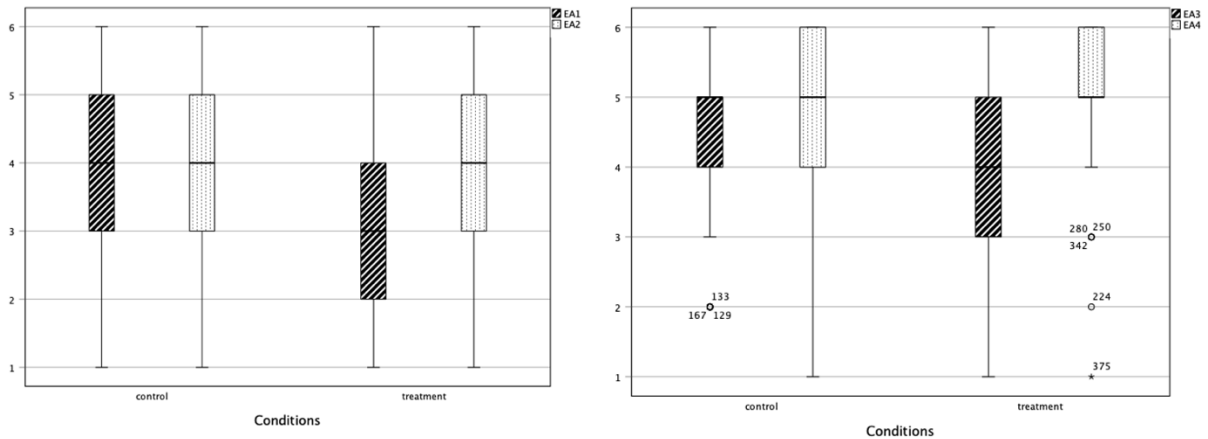 EA1
EA2
6
5
4
3
2
1
control treatment
Conditions
EA3
EA4
6
5
4
3
2
1
133
167 129
280 250
342
224
375
*
control treatment
Conditions